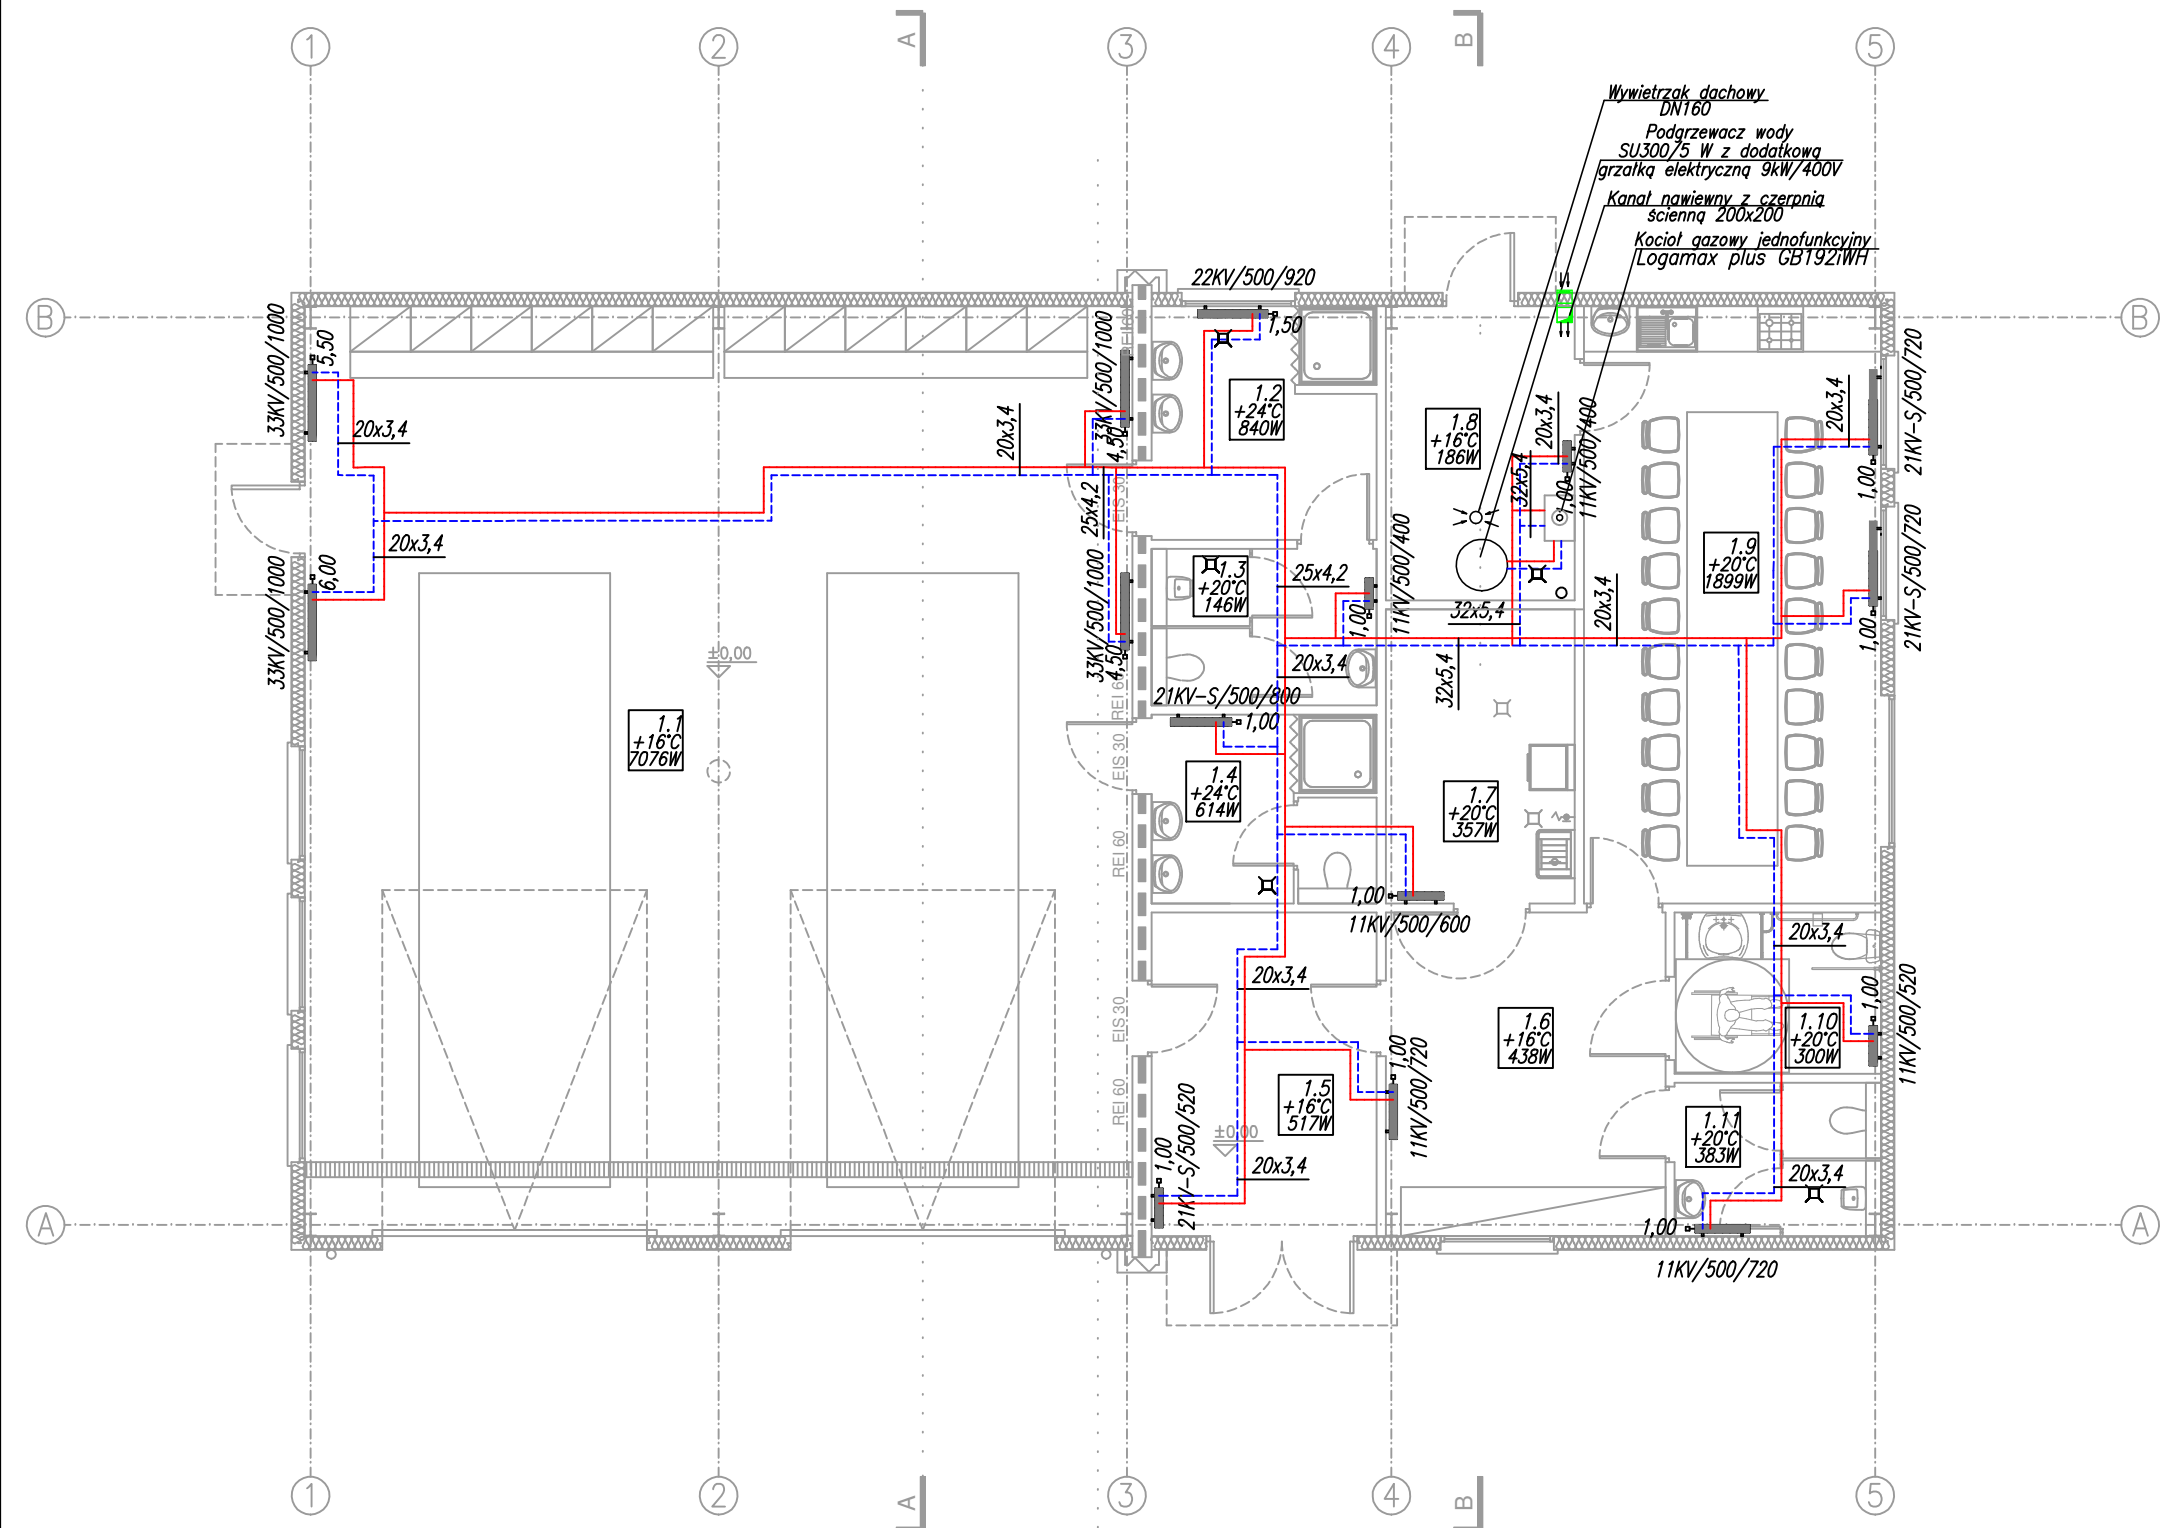 1
2
A
3
4
B
5
Wywietrzak dachowy
DN160
Podgrzewacz wody
SU300/5 W z dodatkową
grzałką elektryczną 9kW/400V
Kanał nawiewny z czerpnią
ścienną 200x200
Kocioł gazowy jednofunkcyjny
Logamax plus GB192iWH
22KV/500/920
1,50
B
B
33KV/500/1000
5,50
20x3,4
20x3,4
33KV/500/1000
4,50
25x4,2
EIS 30
1.2
+24°C
840W
1.8
+16°C
186W
20x3,4
32x5,4
1,00
11KV/500/400
20x3,4
1,00
21KV-S/500/720
20x3,4
33KV/500/1000
6,00
33KV/500/1000
4,50
REI 60
1.3
+20°C
146W
25x4,2
1,00
11KV/500/400
32x5,4
20x3,4
1.9
+20°C
1899W
1,00
21KV-S/500/720
±0,00
20x3,4
32x5,4
21KV-S/500/800
1,00
1.1
+16°C
7076W
EIS 30
1.4
+24°C
614W
1.7
+20°C
357W
REI 60
1,00
11KV/500/600
20x3,4
20x3,4
EIS 30
1.6
+16°C
438W
1.10
+20°C
300W
1,00
11KV/500/520
REI 60
1,00
21KV-S/500/520
1.5
+16°C
517W
1,00
11KV/500/720
±0,00
20x3,4
1.11
+20°C
383W
20x3,4
1,00
11KV/500/720
A
A
1
2
A
3
4
B
5